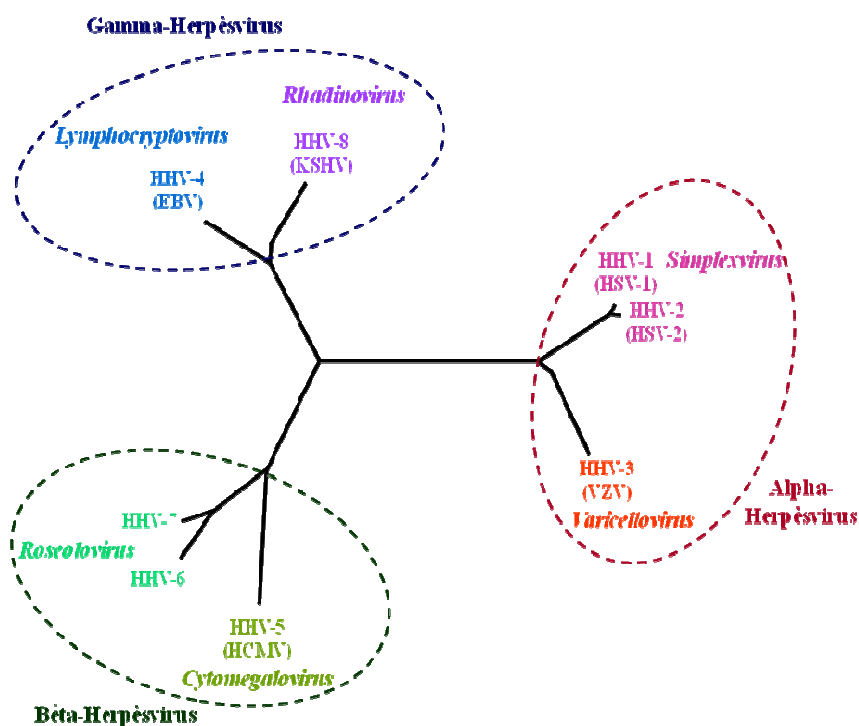 Gamma-Herpèsvirus
Rhadinovirus
Lymphocryptovirus
HHV-8
(KSHV)
HHV-4
(EBV)
HHV-1 Simplexvirus
(HSV-1)
HHV-2
(HSV-2)
HHV-3
(VZV)
Varicellovirus
Alpha-
Herpèsvirus
HHV-7
Roseolovirus
HHV-6
HHV-5
(HCMV)
Cytomegalovirus
Bèta-Herpèsvirus